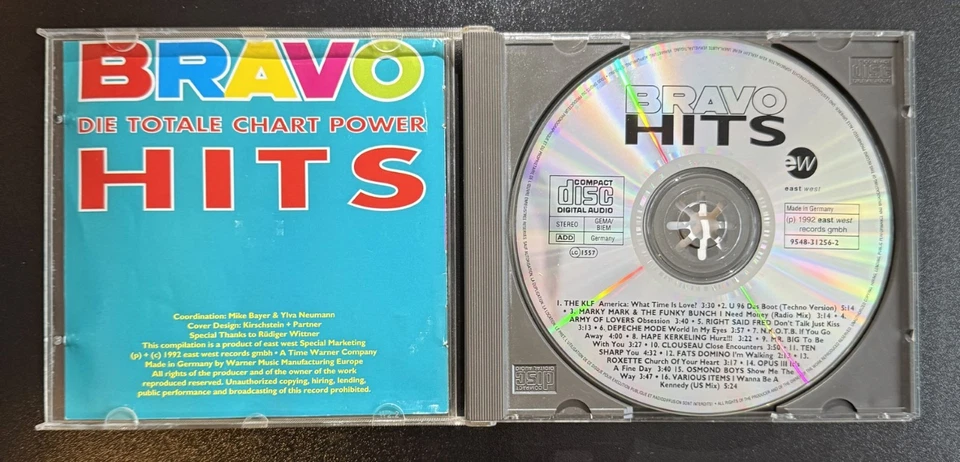 BRAVO
DIE TOTALE CHART POWER
HITS
Coordination: Mike Bayer & Ylva Neumann
Cover Design: Kirschstein + Partner
Special Thanks to Rüdiger Wittner
This compilation is a product of east west Special Marketing
(p) + (c) 1992 east west records gmbh • A Time Warner Company
Made in Germany by Warner Music Manufacturing Europe
All rights of the producer and of the owner of the work
reproduced reserved. Unauthorized copying, hiring, lending,
public performance and broadcasting of this record prohibited.
BRAVO
HITS
ew
east west
COMPACT
disc
DIGITAL AUDIO
STEREO
GEMA/
BIEM
ADD
Germany
LC 1557
Made in Germany
(p) 1992 east west
records gmbh
9548-31256-2
1. THE KLF America: What Time Is Love? 3:30 • 2. U 96 Das Boot (Techno Version) 5:14
• 3. MARKY MARK & THE FUNKY BUNCH I Need Money (Radio Mix) 3:14 • 4.
ARMY OF LOVERS Obsession 3:40 • 5. RIGHT SAID FRED Don't Talk Just Kiss
3:13 • 6. DEPECHE MODE World In My Eyes 3:57 • 7. N.K.O.T.B. If You Go
Away 4:00 • 8. HAPE KERKELING Hurz!!! 3:22 • 9. MR. BIG To Be
With You 3:27 • 10. CLOUSEAU Close Encounters 3:50 • 11. TEN
SHARP You 4:32 • 12. FATS DOMINO I'm Walking 2:13 • 13.
ROXETTE Church Of Your Heart 3:17 • 14. OPUS III It's
A Fine Day 3:40 15. OSMOND BOYS Show Me The
Way 3:47 • 16. VARIOUS ITEMS I Wanna Be A
Kennedy (US Mix) 5:24
disc
disc